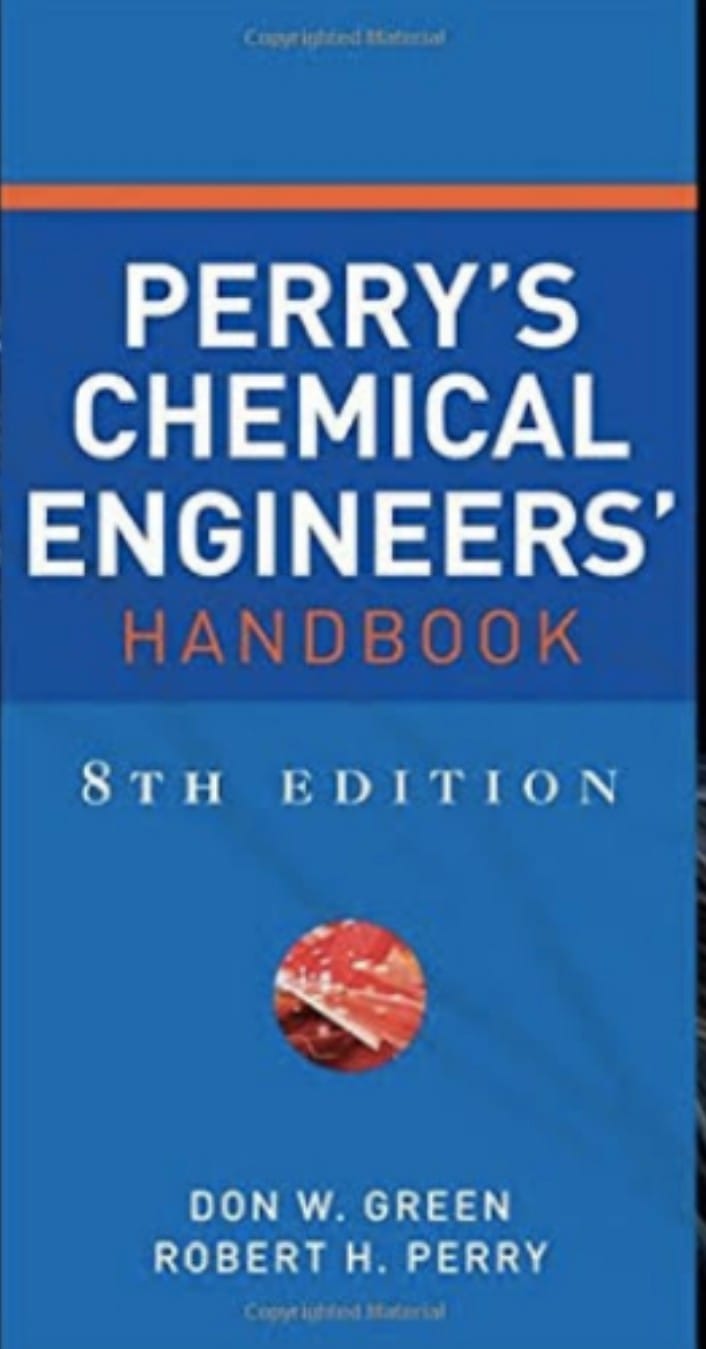 Copyrighted Material
PERRY'S
CHEMICAL
ENGINEERS'
HANDBOOK
8TH EDITION
DON W. GREEN
ROBERT H. PERRY
Copyrighted Material